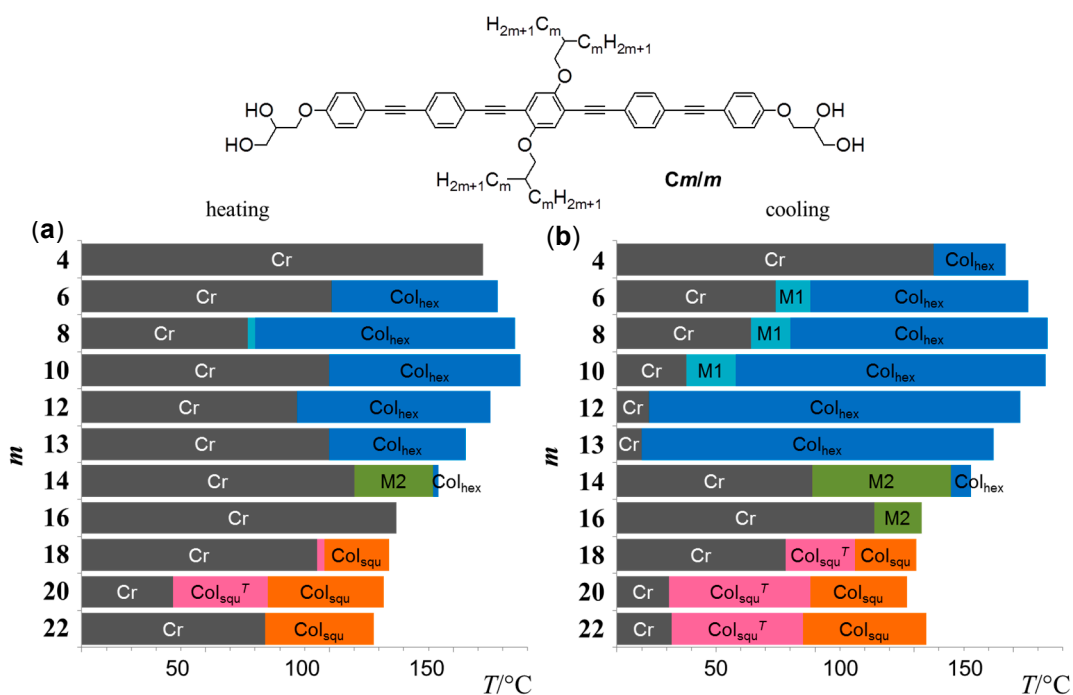 H2m+1Cm
CmH2m+1
HO
HO
O
O
O
O
OH
OH
H2m+1Cm
CmH2m+1
Cm/m
heating
cooling
(a)
(b)
4 Cr
4 Cr Colhex
6 Cr Colhex
6 Cr M1 Colhex
8 Cr Colhex
8 Cr M1 Colhex
10 Cr Colhex
10 Cr M1 Colhex
12 Cr Colhex
12 Cr Colhex
13 Cr Colhex
13 Cr Colhex
m
m
14 Cr M2 Colhex
14 Cr M2 Colhex
16 Cr
16 Cr M2
18 Cr Colsqu
18 Cr ColsquT Colsqu
20 Cr ColsquT Colsqu
20 Cr ColsquT Colsqu
22 Cr Colsqu
22 Cr ColsquT Colsqu
50 100 150 T/°C
50 100 150 T/°C